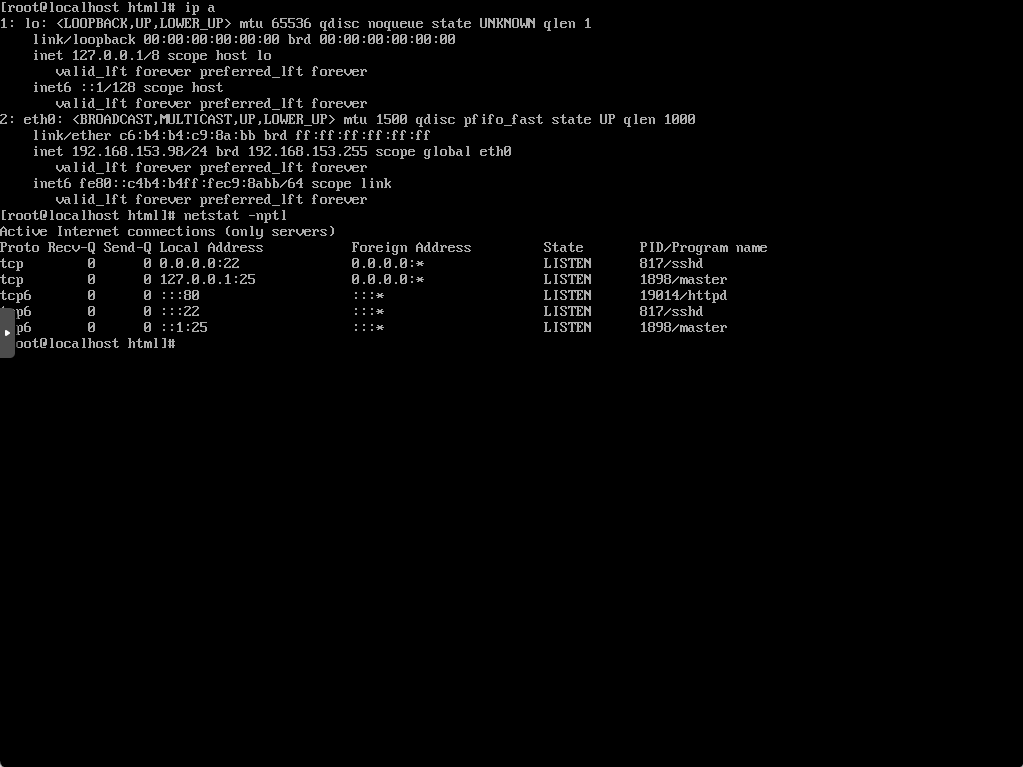 [root@localhost html]# ip a
1: lo: <LOOPBACK,UP,LOWER_UP> mtu 65536 qdisc noqueue state UNKNOWN qlen 1
    link/loopback 00:00:00:00:00:00 brd 00:00:00:00:00:00
    inet 127.0.0.1/8 scope host lo
       valid_lft forever preferred_lft forever
    inet6 ::1/128 scope host
       valid_lft forever preferred_lft forever
2: eth0: <BROADCAST,MULTICAST,UP,LOWER_UP> mtu 1500 qdisc pfifo_fast state UP qlen 1000
    link/ether c6:b4:b4:c9:8a:bb brd ff:ff:ff:ff:ff:ff
    inet 192.168.153.98/24 brd 192.168.153.255 scope global eth0
       valid_lft forever preferred_lft forever
    inet6 fe80::c4b4:b4ff:fec9:8abb/64 scope link
       valid_lft forever preferred_lft forever
[root@localhost html]# netstat -nptl
Active Internet connections (only servers)
Proto Recv-Q Send-Q Local Address           Foreign Address         State       PID/Program name
tcp        0      0 0.0.0.0:22              0.0.0.0:*               LISTEN      817/sshd
tcp        0      0 127.0.0.1:25            0.0.0.0:*               LISTEN      1898/master
tcp6       0      0 :::80                   :::*                    LISTEN      19014/httpd
tcp6       0      0 :::22                   :::*                    LISTEN      817/sshd
p6       0      0 ::1:25                  :::*                    LISTEN      1898/master
oot@localhost html]#